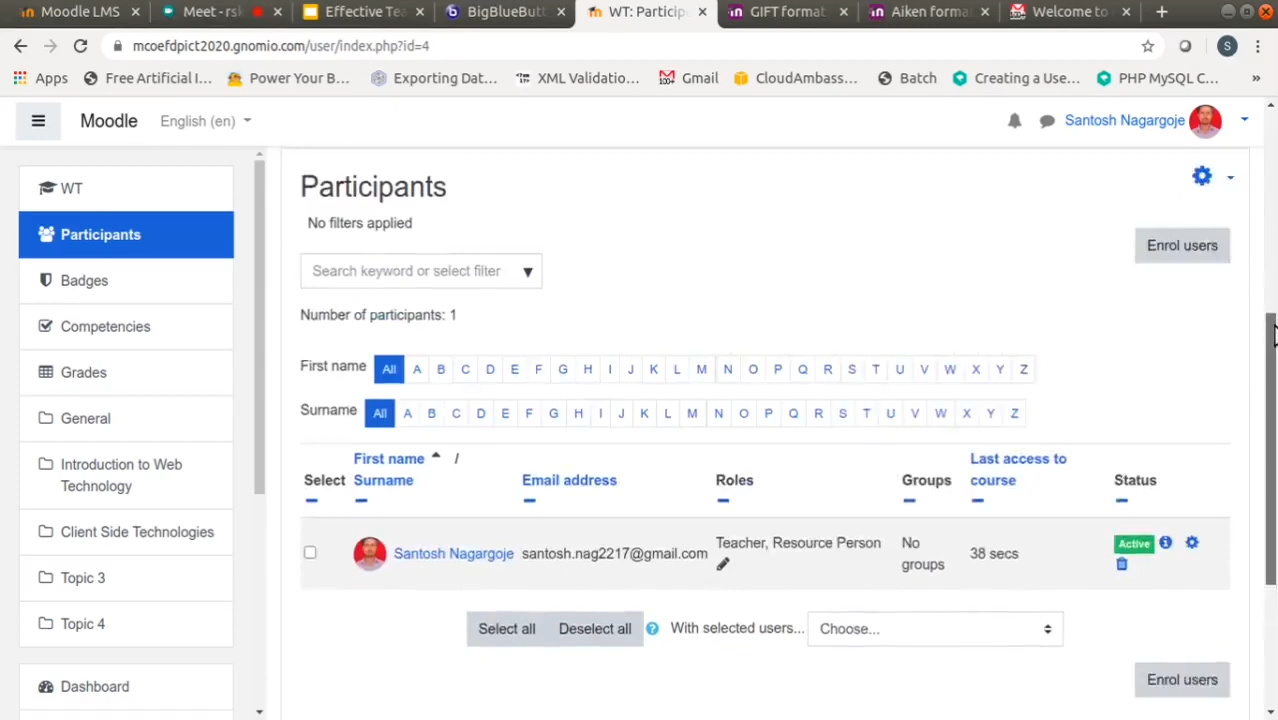 Moodle LMS
Meet - rsk
Effective Tea
BigBlueButt
WT: Particip
GIFT format
Aiken forma
Welcome to
mcoefdpict2020.gnomio.com/user/index.php?id=4
S
Apps
Free Artificial I...
Power Your B...
Exporting Dat...
XML Validatio...
Gmail
CloudAmbass...
Batch
Creating a Use...
PHP MySQL C...
»
Moodle
English (en)
Santosh Nagargoje
WT
Participants
Badges
Competencies
Grades
General
Introduction to Web
Technology
Client Side Technologies
Topic 3
Topic 4
Dashboard
Participants
No filters applied
Enrol users
Search keyword or select filter
Number of participants: 1
First name All A B C D E F G H I J K L M N O P Q R S T U V W X Y Z
Surname All A B C D E F G H I J K L M N O P Q R S T U V W X Y Z
Select First name / Surname Email address Roles Groups Last access to course Status
Santosh Nagargoje santosh.nag2217@gmail.com Teacher, Resource Person No groups 38 secs Active
Select all Deselect all ? With selected users... Choose...
Enrol users